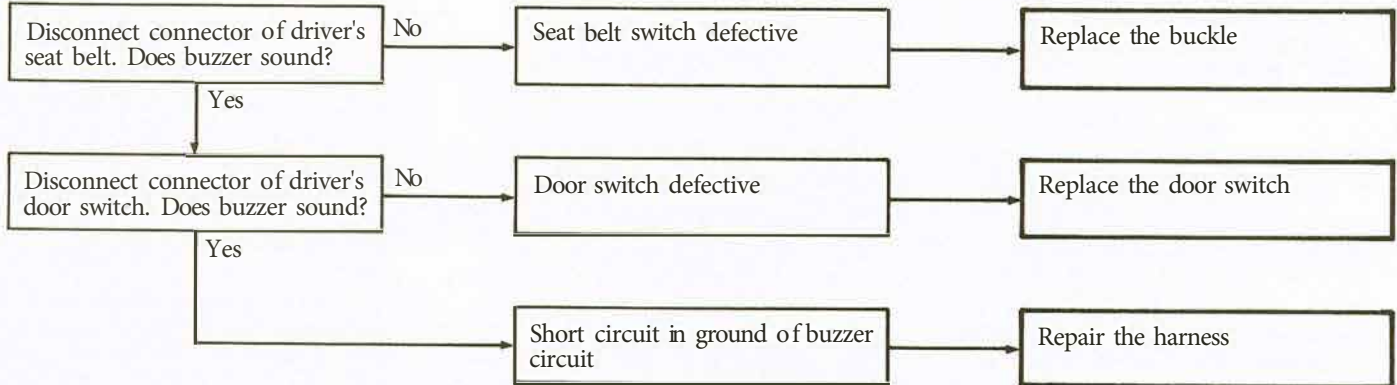 Disconnect connector of driver's
seat belt. Does buzzer sound?
No
Seat belt switch defective
Replace the buckle
Yes
Disconnect connector of driver's
door switch. Does buzzer sound?
No
Door switch defective
Replace the door switch
Yes
Short circuit in ground of buzzer
circuit
Repair the harness